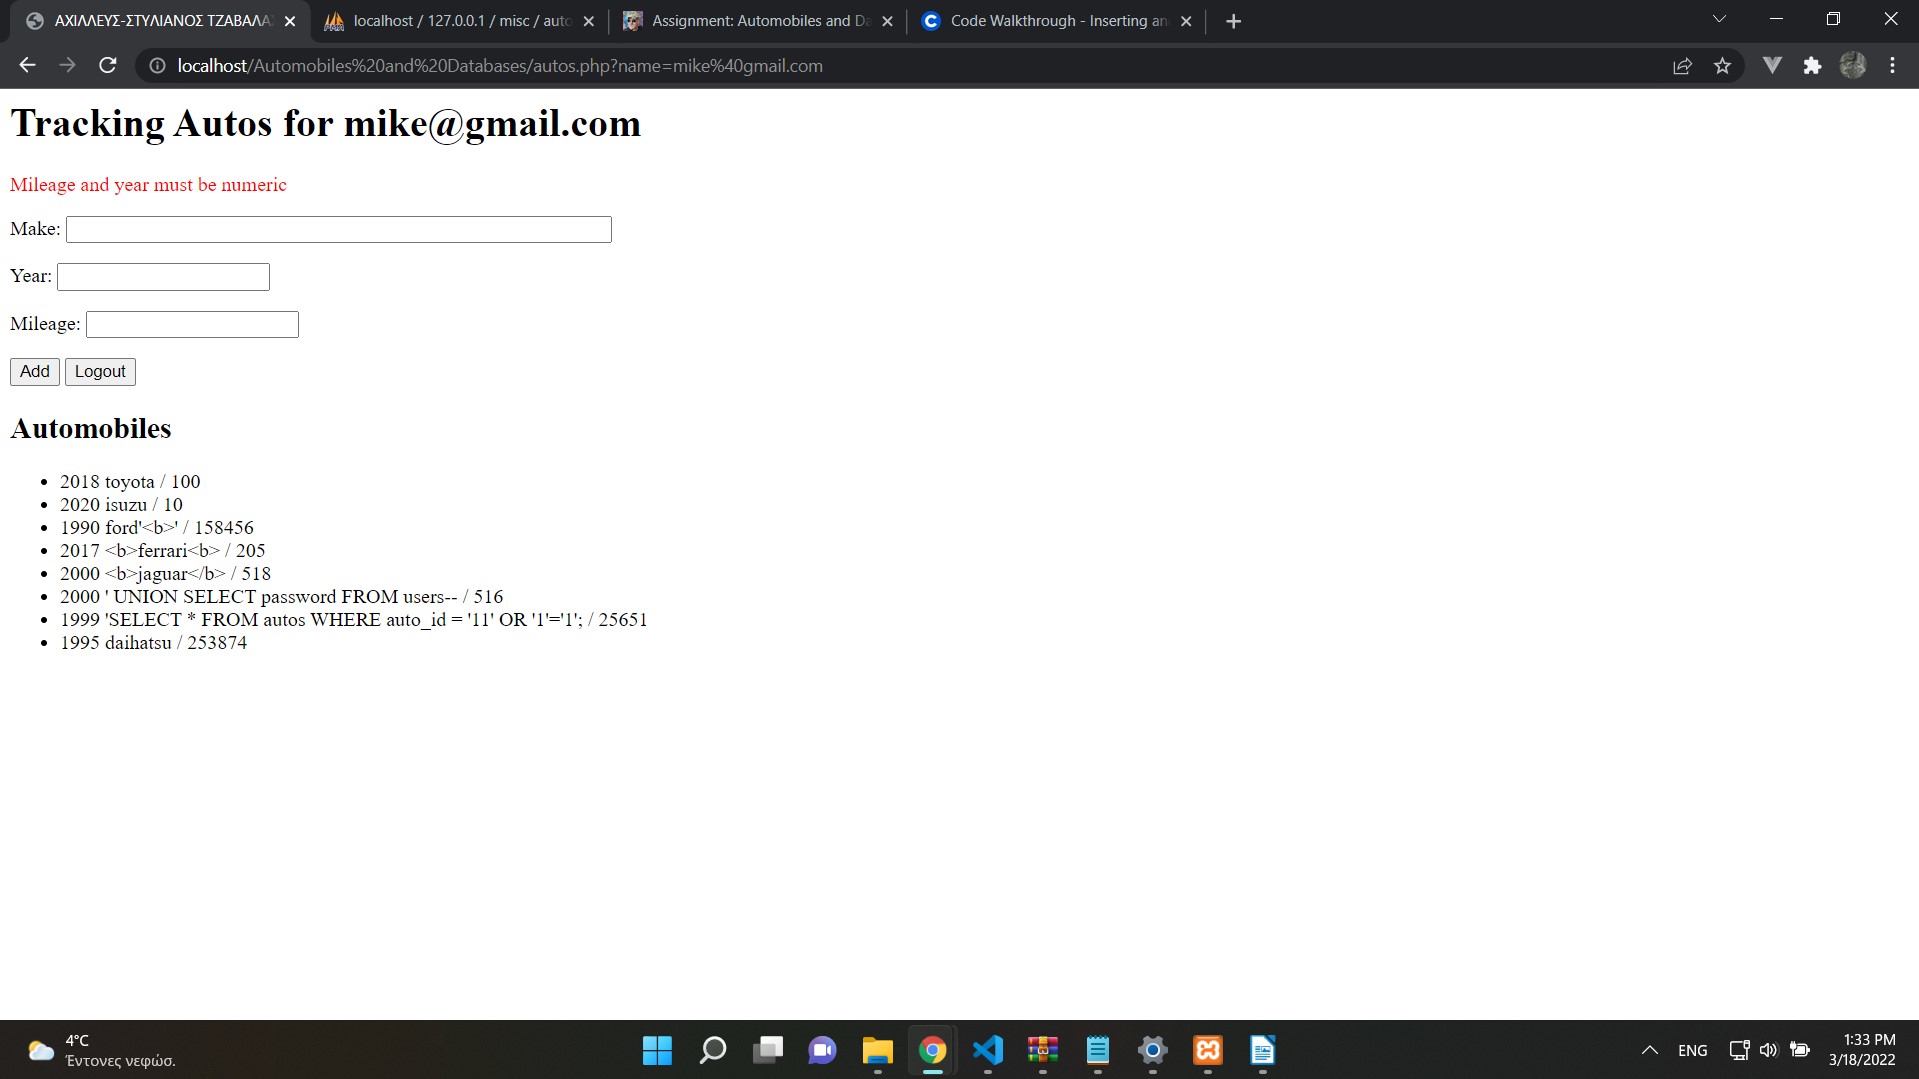 ΑΧΙΛΛΕΥΣ-ΣΤΥΛΙΑΝΟΣ ΤΖΑΒΑΛΑΣ
localhost / 127.0.0.1 / misc / auto
Assignment: Automobiles and Da
Code Walkthrough - Inserting an
localhost/Automobiles%20and%20Databases/autos.php?name=mike%40gmail.com
Tracking Autos for mike@gmail.com
Mileage and year must be numeric
Make:
Year:
Mileage:
Add Logout
Automobiles
• 2018 toyota / 100
• 2020 isuzu / 10
• 1990 ford'<b>' / 158456
• 2017 <b>ferrari<b> / 205
• 2000 <b>jaguar</b> / 518
• 2000 ' UNION SELECT password FROM users-- / 516
• 1999 'SELECT * FROM autos WHERE auto_id = '11' OR '1'='1'; / 25651
• 1995 daihatsu / 253874
4°C
Έντονες νεφώσ.
ENG
1:33 PM
3/18/2022